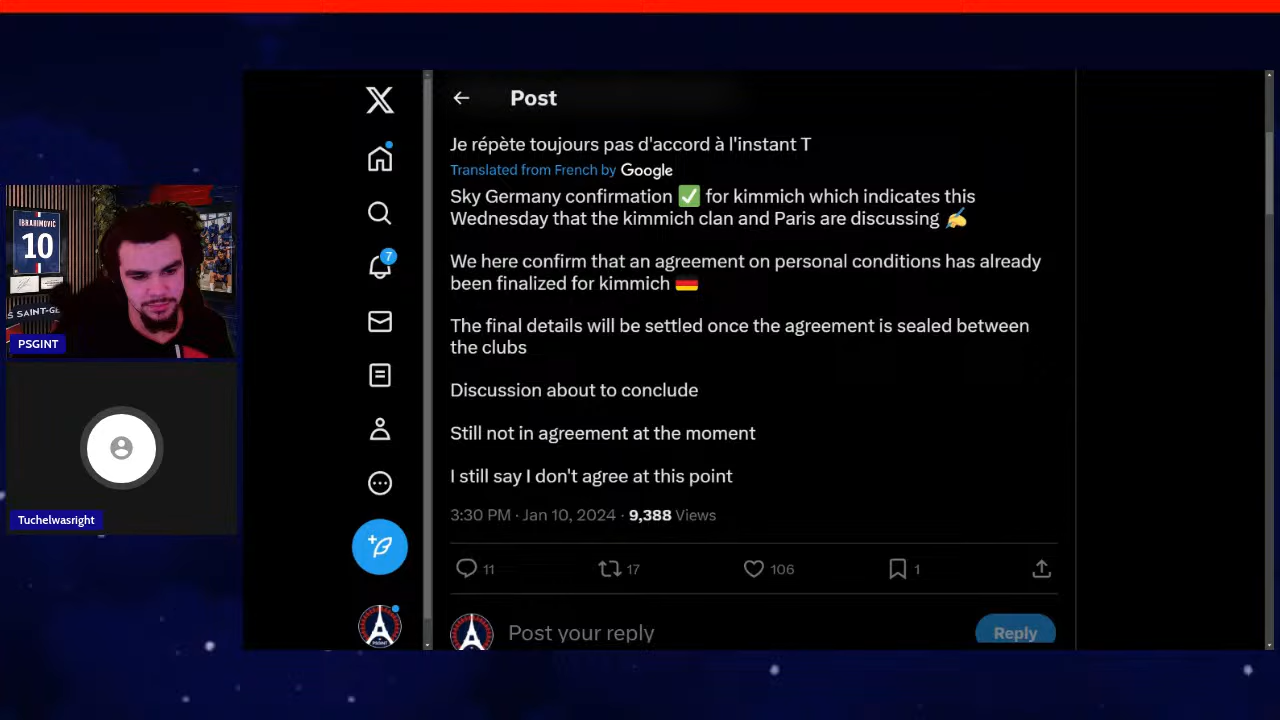 Post
Je répète toujours pas d'accord à l'instant T
Translated from French by Google
Sky Germany confirmation ✅ for kimmich which indicates this
Wednesday that the kimmich clan and Paris are discussing ✍️
We here confirm that an agreement on personal conditions has already
been finalized for kimmich 🇩🇪
The final details will be settled once the agreement is sealed between
the clubs
Discussion about to conclude
Still not in agreement at the moment
I still say I don't agree at this point
3:30 PM · Jan 10, 2024 · 9,388 Views
11 17 106 1
Post your reply
Reply
7
IBRAHIMOVIĆ
10
S SAINT-GE
PSGINT
Tuchelwasright